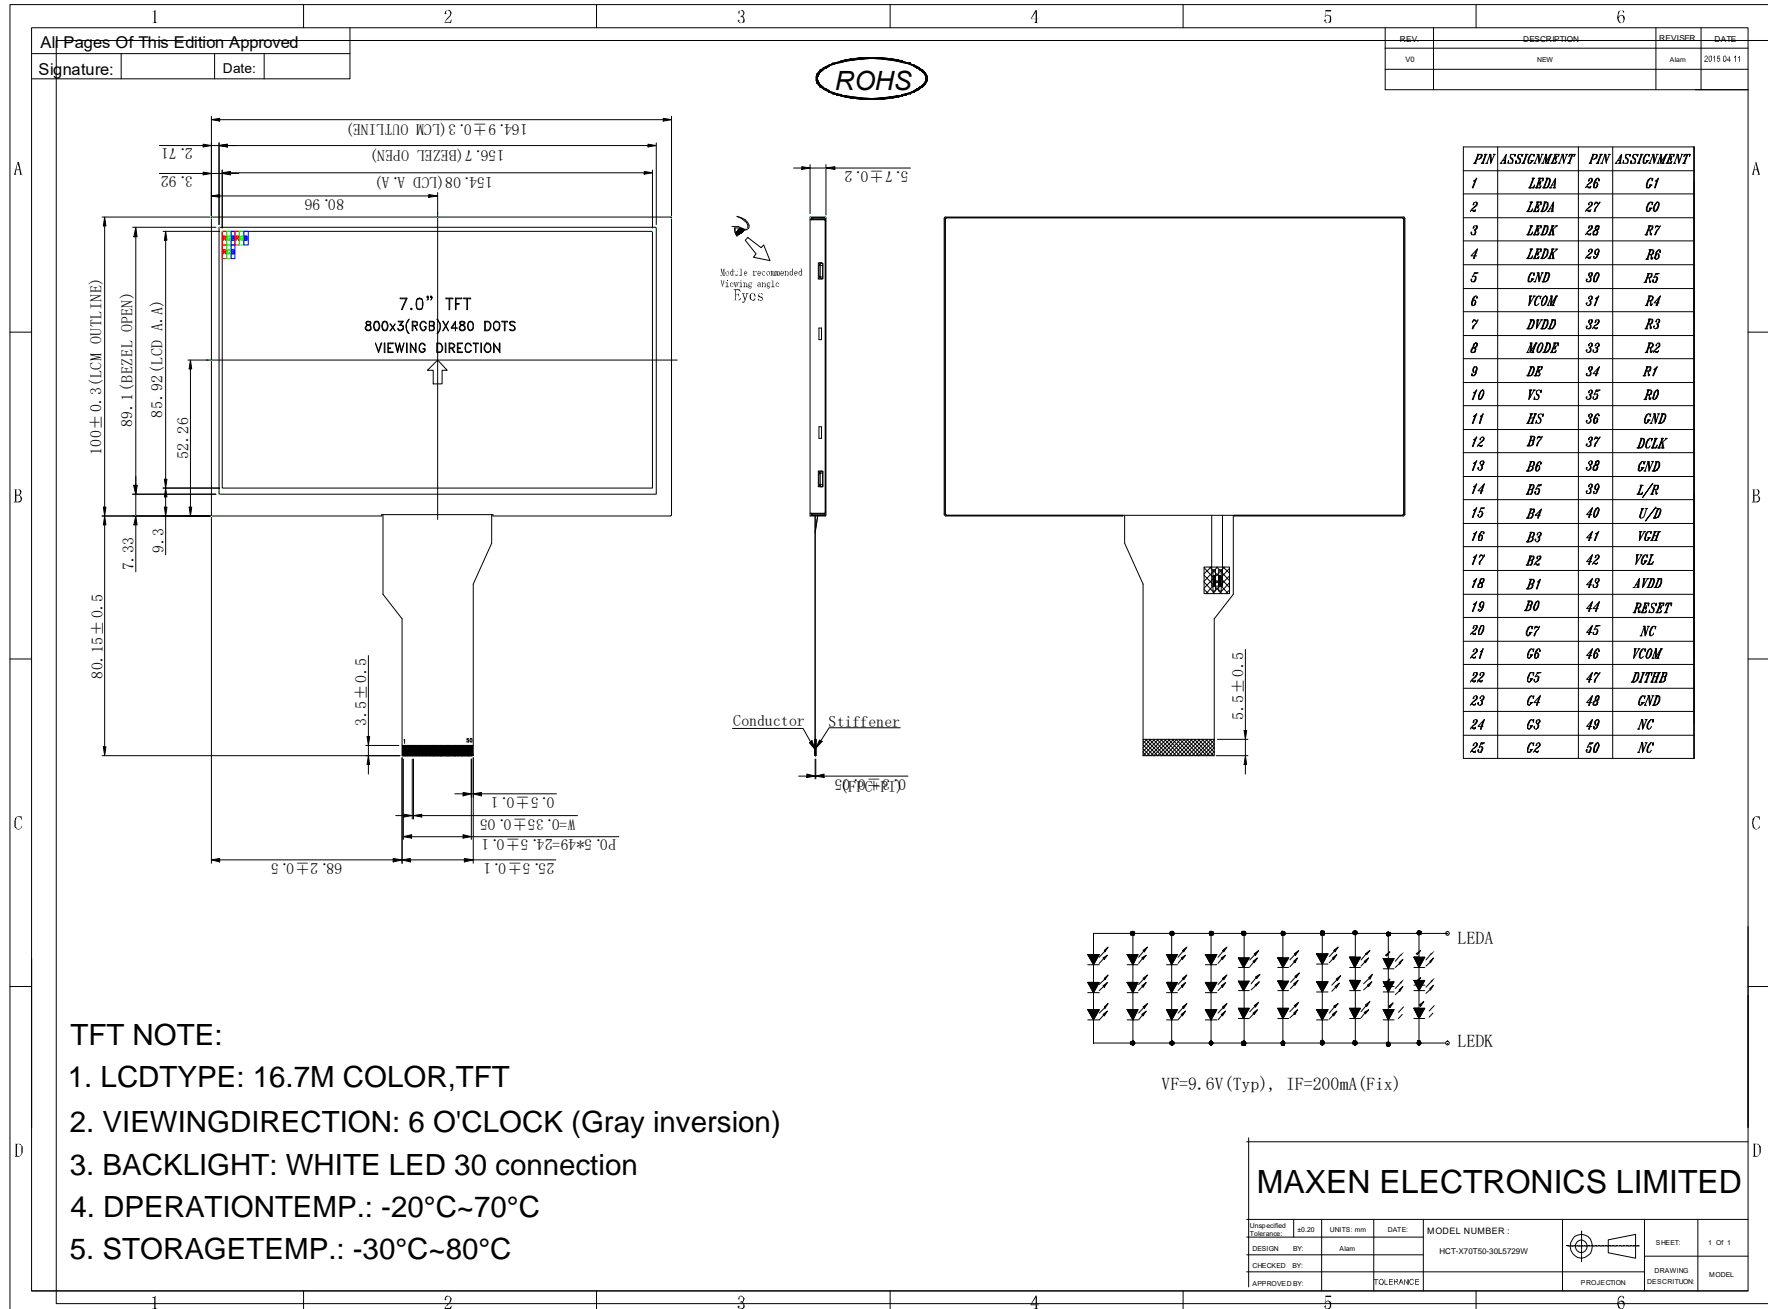 1 2 3 4 5 6
All Pages Of This Edition Approved
Signature: Date:
ROHS
REV. DESCRIPTION REVISER DATE
V0 NEW Alam 2015 04 11
A A
B B
C C
D D
164.9±0.3(LCM OUTLINE)
156.7(BEZEL OPEN)
2.71
154.08(LCD A.A)
3.92
80.96
100±0.3(LCM OUTLINE)
89.1(BEZEL OPEN)
85.92(LCD A.A)
52.26
7.0” TFT
800x3(RGB)X480 DOTS
VIEWING DIRECTION
7.33
9.3
80.15±0.5
3.5±0.5
1 50
0.5±0.1
W=0.35±0.05
P0.5*49=24.5±0.1
68.2±0.5
25.5±0.1
5.7±0.2
Module recommended
Viewing angle
Eyes
Conductor Stiffener
0.3±0.05
(FPC+PI)
5.5±0.5
PIN ASSIGNMENT PIN ASSIGNMENT
1 LEDA 26 G1
2 LEDA 27 G0
3 LEDK 28 R7
4 LEDK 29 R6
5 GND 30 R5
6 VCOM 31 R4
7 DVDD 32 R3
8 MODE 33 R2
9 DE 34 R1
10 VS 35 R0
11 HS 36 GND
12 B7 37 DCLK
13 B6 38 GND
14 B5 39 L/R
15 B4 40 U/D
16 B3 41 VGH
17 B2 42 VGL
18 B1 43 AVDD
19 B0 44 RESET
20 G7 45 NC
21 G6 46 VCOM
22 G5 47 DITHB
23 G4 48 GND
24 G3 49 NC
25 G2 50 NC
LEDA
LEDK
VF=9.6V(Typ), IF=200mA(Fix)
TFT NOTE:
1. LCDTYPE: 16.7M COLOR,TFT
2. VIEWINGDIRECTION: 6 O'CLOCK (Gray inversion)
3. BACKLIGHT: WHITE LED 30 connection
4. DPERATIONTEMP.: -20°C~70°C
5. STORAGETEMP.: -30°C~80°C
MAXEN ELECTRONICS LIMITED
Unspecified Tolerance: ±0.20 UNITS: mm DATE: MODEL NUMBER :
HCT-X70T50-30L5729W
DESIGN BY: Alam
CHECKED BY:
APPROVED BY: TOLERANCE
PROJECTION
SHEET: 1 Of 1
DRAWING DESCRITION: MODEL
1 2 3 4 5 6